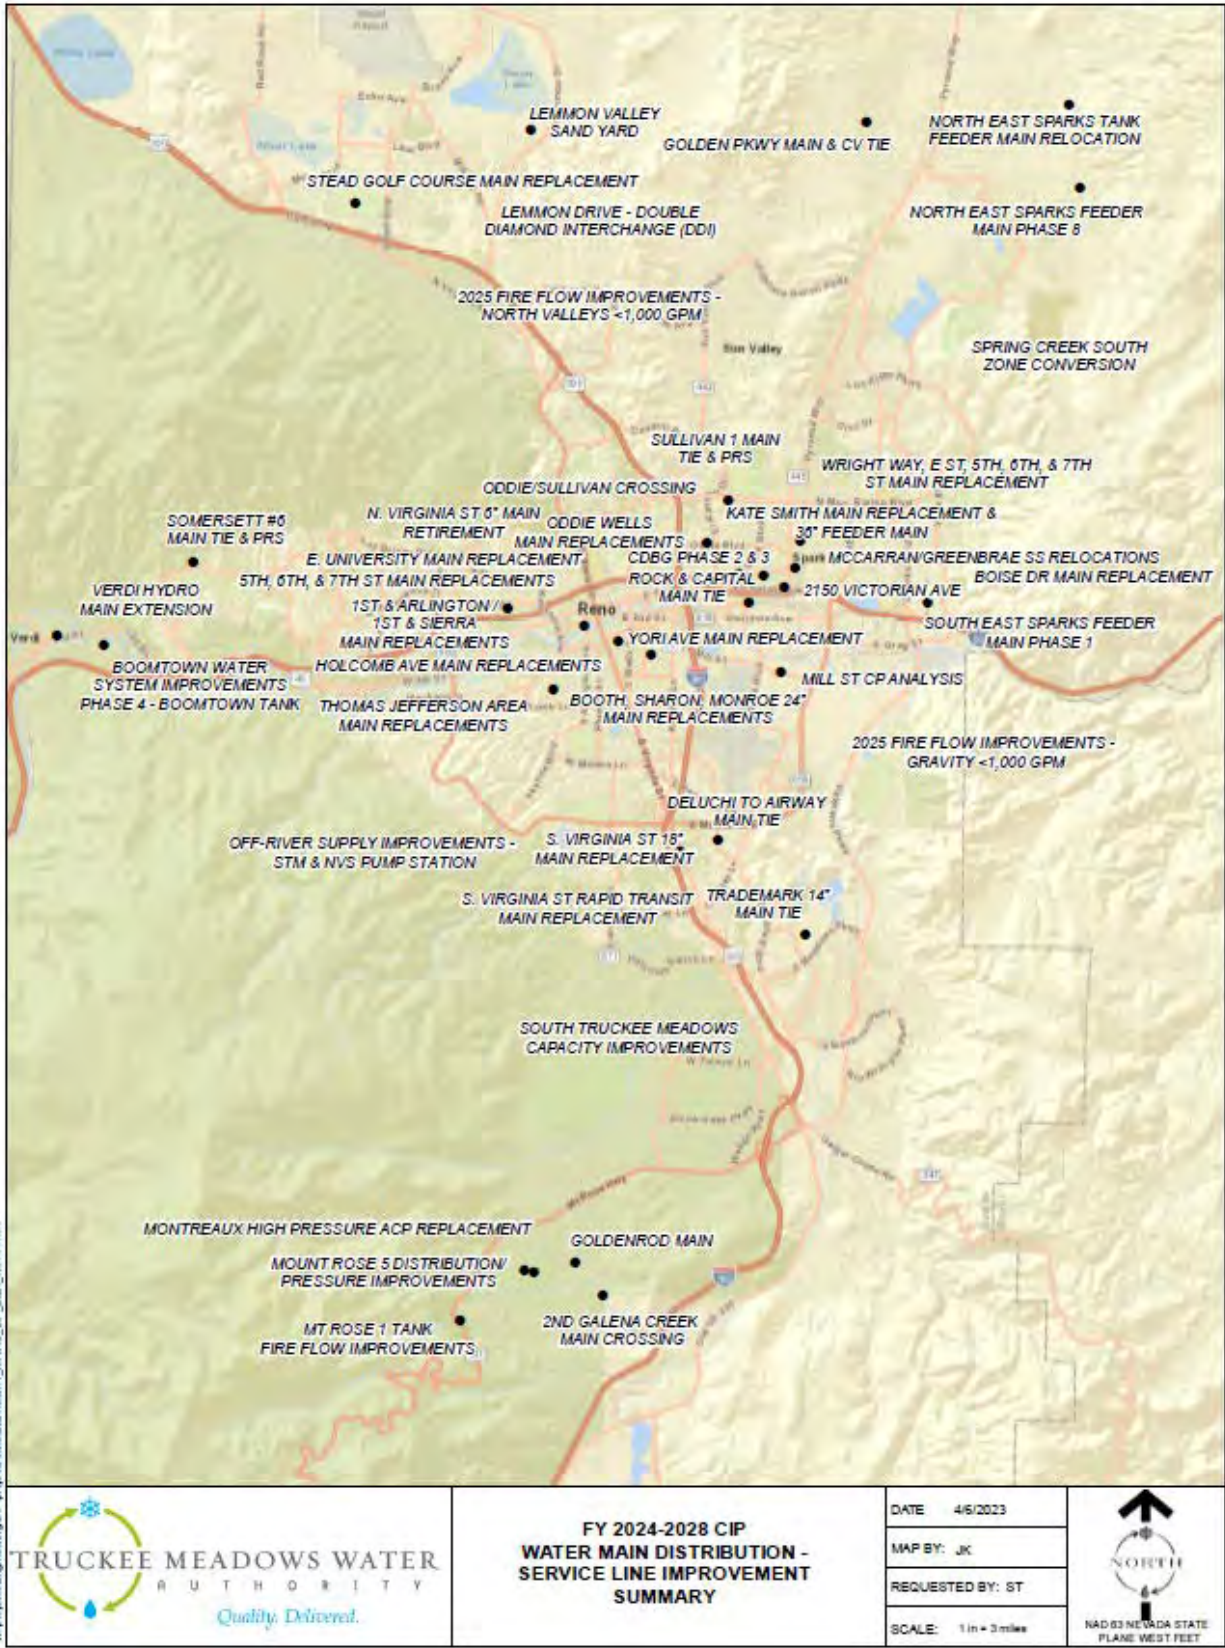 LEMMON VALLEY
SAND YARD
GOLDEN PKWY MAIN & CV TIE
NORTH EAST SPARKS TANK
FEEDER MAIN RELOCATION
STEAD GOLF COURSE MAIN REPLACEMENT
LEMMON DRIVE - DOUBLE
DIAMOND INTERCHANGE (DDI)
NORTH EAST SPARKS FEEDER
MAIN PHASE 8
2025 FIRE FLOW IMPROVEMENTS -
NORTH VALLEYS <1,000 GPM
Sun Valley
SPRING CREEK SOUTH
ZONE CONVERSION
SULLIVAN 1 MAIN
TIE & PRS
WRIGHT WAY, E ST, 5TH, 6TH, & 7TH
ST MAIN REPLACEMENT
ODDIE/SULLIVAN CROSSING
N. VIRGINIA ST 6" MAIN
RETIREMENT
ODDIE WELLS
MAIN REPLACEMENTS
KATE SMITH MAIN REPLACEMENT &
36" FEEDER MAIN
SOMERSETT #6
MAIN TIE & PRS
E. UNIVERSITY MAIN REPLACEMENT
CDBG PHASE 2 & 3
MCCARRAN/GREENBRAE SS RELOCATIONS
5TH, 6TH, & 7TH ST MAIN REPLACEMENTS
ROCK & CAPITAL
MAIN TIE
BOISE DR MAIN REPLACEMENT
VERDI HYDRO
MAIN EXTENSION
2150 VICTORIAN AVE
1ST & ARLINGTON /
1ST & SIERRA
MAIN REPLACEMENTS
Reno
SOUTH EAST SPARKS FEEDER
MAIN PHASE 1
Verdi
YORI AVE MAIN REPLACEMENT
BOOMTOWN WATER
SYSTEM IMPROVEMENTS
PHASE 4 - BOOMTOWN TANK
HOLCOMB AVE MAIN REPLACEMENTS
MILL ST CP ANALYSIS
THOMAS JEFFERSON AREA
MAIN REPLACEMENTS
BOOTH, SHARON, MONROE 24"
MAIN REPLACEMENTS
2025 FIRE FLOW IMPROVEMENTS -
GRAVITY <1,000 GPM
DELUCHI TO AIRWAY
MAIN TIE
OFF-RIVER SUPPLY IMPROVEMENTS -
STM & NVS PUMP STATION
S. VIRGINIA ST 16"
MAIN REPLACEMENT
S. VIRGINIA ST RAPID TRANSIT
MAIN REPLACEMENT
TRADEMARK 14"
MAIN TIE
SOUTH TRUCKEE MEADOWS
CAPACITY IMPROVEMENTS
Mt Rose Hwy
MONTREAUX HIGH PRESSURE ACP REPLACEMENT
GOLDENROD MAIN
MOUNT ROSE 5 DISTRIBUTION/
PRESSURE IMPROVEMENTS
2ND GALENA CREEK
MAIN CROSSING
MT ROSE 1 TANK
FIRE FLOW IMPROVEMENTS
TRUCKEE MEADOWS WATER
AUTHORITY
Quality. Delivered.
FY 2024-2028 CIP
WATER MAIN DISTRIBUTION -
SERVICE LINE IMPROVEMENT
SUMMARY
DATE 4/6/2023
MAP BY: JK
REQUESTED BY: ST
SCALE: 1 in = 3 miles
NORTH
NAD 83 NEVADA STATE
PLANE WEST FEET